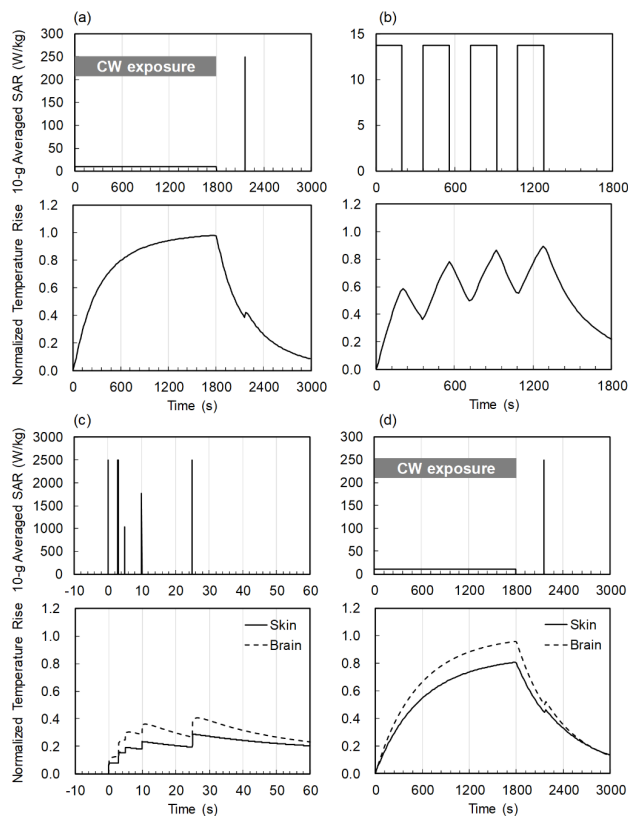 (a)
10-g Averaged SAR (W/kg)
300
250
200
150
100
50
0
CW exposure
0 600 1200 1800 2400 3000
Normalized Temperature Rise
1.2
1.0
0.8
0.6
0.4
0.2
0.0
0 600 1200 1800 2400 3000
Time (s)
(b)
15
10
5
0
0 600 1200 1800
1.2
1.0
0.8
0.6
0.4
0.2
0.0
0 600 1200 1800
Time (s)
(c)
10-g Averaged SAR (W/kg)
3000
2500
2000
1500
1000
500
0
-10 0 10 20 30 40 50 60
Normalized Temperature Rise
1.2
1.0
0.8
0.6
0.4
0.2
0.0
Skin
Brain
-10 0 10 20 30 40 50 60
Time (s)
(d)
300
250
200
150
100
50
0
CW exposure
0 600 1200 1800 2400 3000
1.2
1.0
0.8
0.6
0.4
0.2
0.0
Skin
Brain
0 600 1200 1800 2400 3000
Time (s)